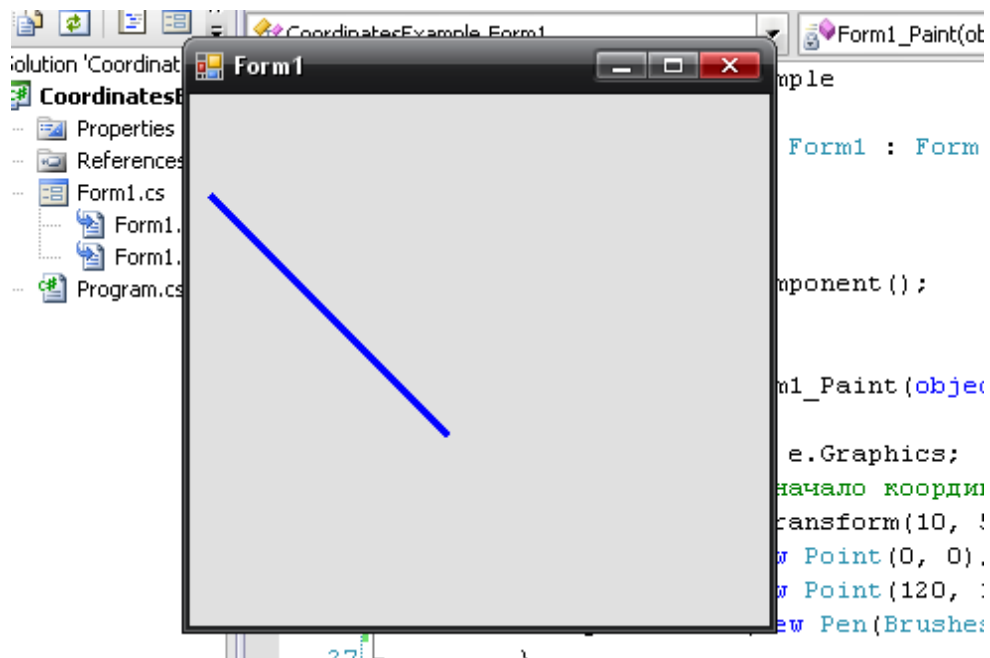 CoordinatesExample.Form1
Form1_Paint(ob
Solution 'Coordinat
Form1
CoordinatesE
mple
Properties
Form1 : Form
References
Form1.cs
Form1.
Form1.
mponent();
Program.cs
m1_Paint(objec
e.Graphics;
начало коорди
ransform(10, 5
w Point(0, 0).
w Point(120, 1
ew Pen(Brushes
37
}